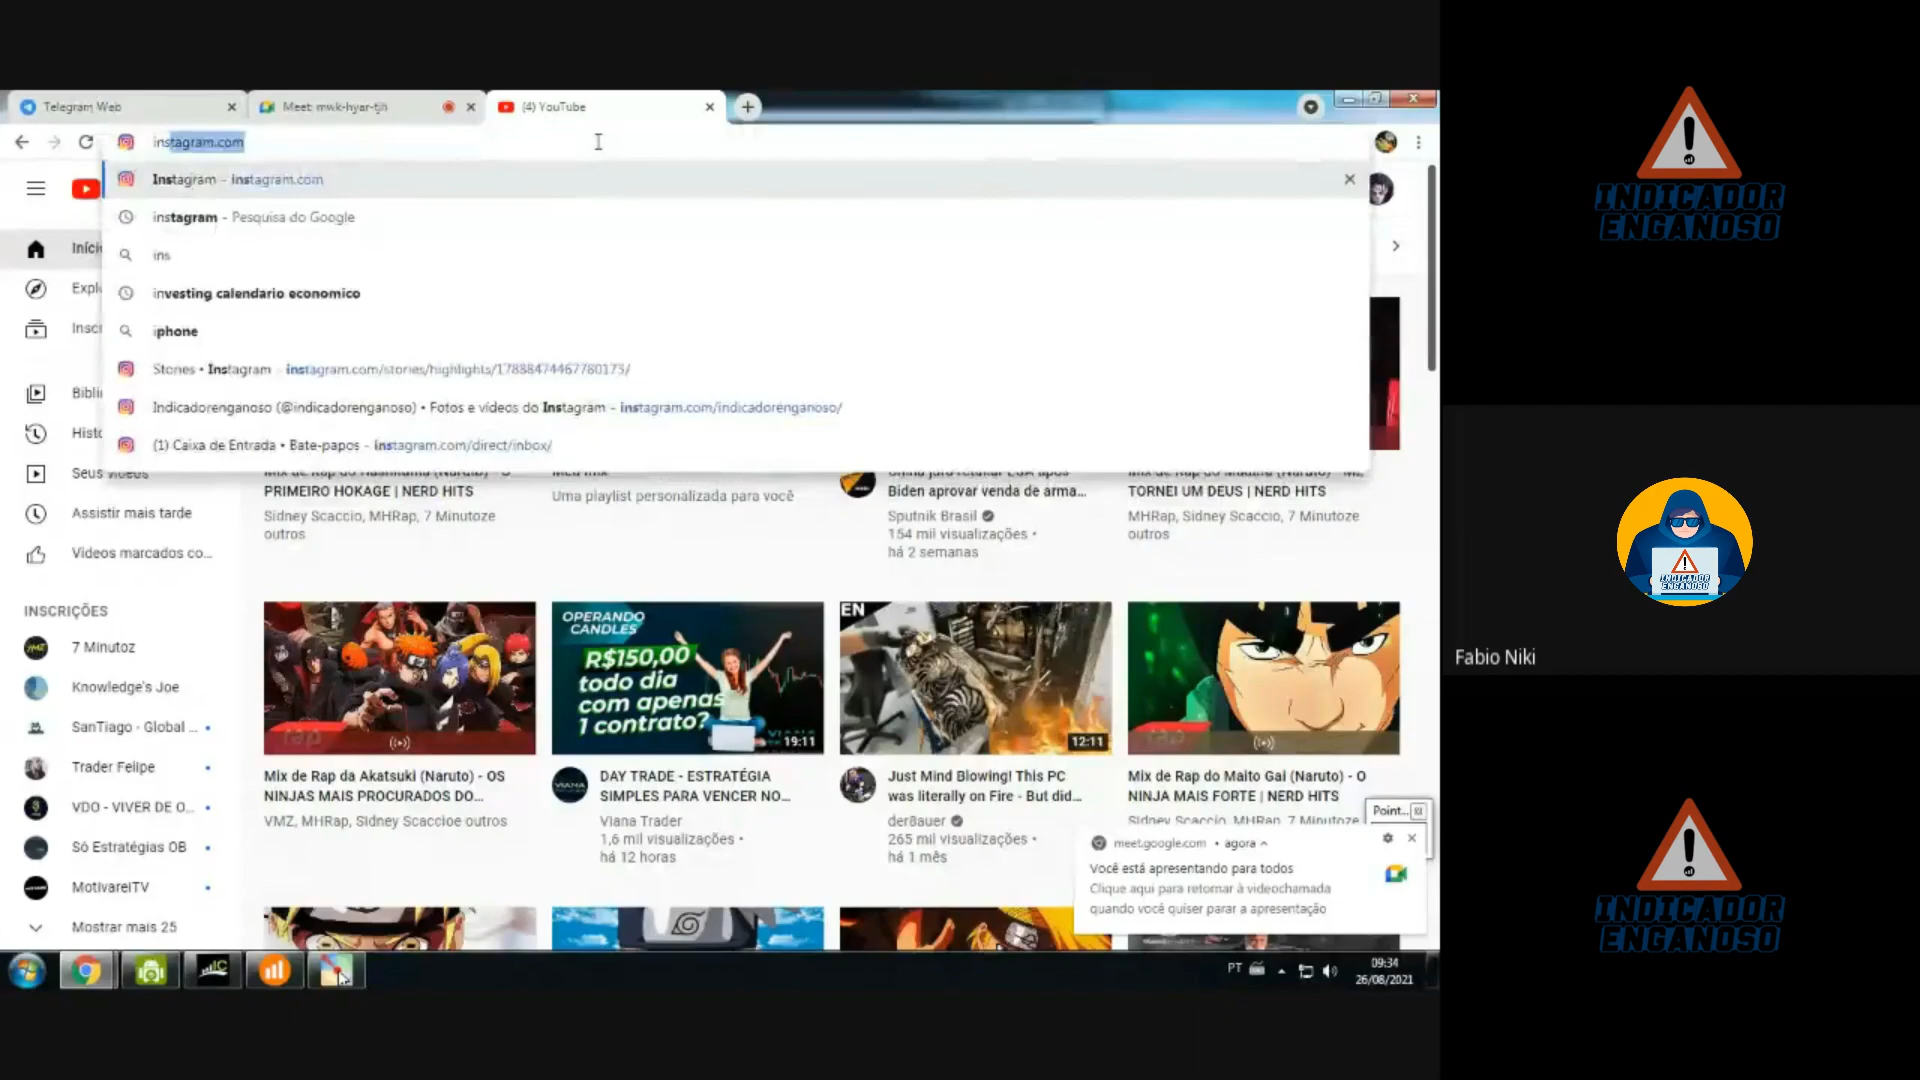 Telegram Web
Meet: mwk-hyar-tjh
(4) YouTube
instagram.com
Instagram - instagram.com
instagram - Pesquisa do Google
ins
investing calendario economico
iphone
Stories • Instagram - instagram.com/stories/highlights/17888474467780173/
Indicadorenganoso (@indicadorenganoso) • Fotos e vídeos do Instagram - instagram.com/indicadorenganoso/
(1) Caixa de Entrada • Bate-papos - instagram.com/direct/inbox/
Iníci
Expl
Inscr
Bibli
Histó
Seus vídeos
Assistir mais tarde
Vídeos marcados co...
INSCRIÇÕES
7 Minutoz
Knowledge's Joe
SanTiago - Global ...
Trader Felipe
VDO - VIVER DE O...
Só Estratégias OB
MotivareiTV
Mostrar mais 25
PRIMEIRO HOKAGE | NERD HITS
Sidney Scaccio, MHRap, 7 Minutoze
outros
Uma playlist personalizada para você
Biden aprovar venda de arma...
Sputnik Brasil
154 mil visualizações •
há 2 semanas
TORNEI UM DEUS | NERD HITS
MHRap, Sidney Scaccio, 7 Minutoze
outros
OPERANDO
CANDLES
R$150,00
todo dia
com apenas
1 contrato?
19:11
EN
12:11
Mix de Rap da Akatsuki (Naruto) - OS
NINJAS MAIS PROCURADOS DO...
VMZ, MHRap, Sidney Scaccioe outros
VIANA
DAY TRADE - ESTRATÉGIA
SIMPLES PARA VENCER NO...
Viana Trader
1,6 mil visualizações •
há 12 horas
Just Mind Blowing! This PC
was literally on Fire - But did...
der8auer
265 mil visualizações •
há 1 mês
Mix de Rap do Maito Gai (Naruto) - O
NINJA MAIS FORTE | NERD HITS
Sidney Scaccio, MHRap, 7 Minutoze
Point...
meet.google.com • agora
Você está apresentando para todos
Clique aqui para retornar à videochamada
quando você quiser parar a apresentação
PT
09:34
26/08/2021
INDICADOR
ENGANOSO
INDICADOR
ENGANOSO
Fabio Niki
INDICADOR
ENGANOSO